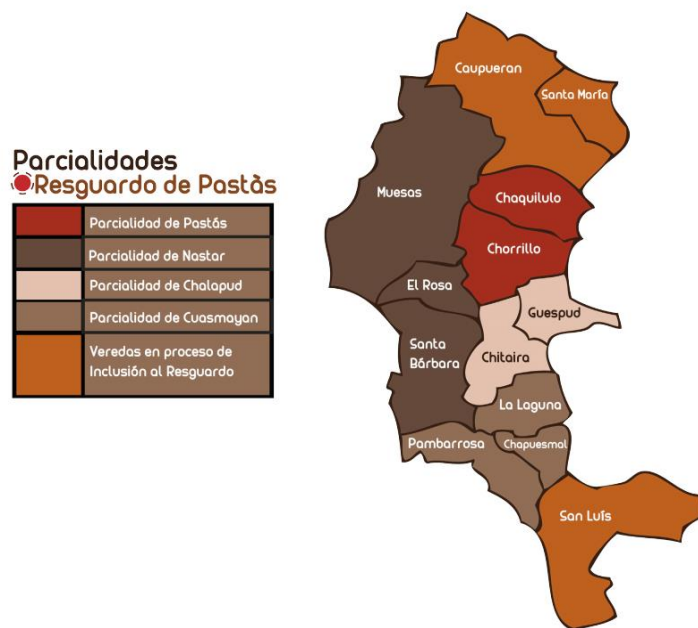 Parcialidades
Resguardo de Pastàs
Parcialidad de Pastás
Parcialidad de Nastar
Parcialidad de Chalapud
Parcialidad de Cuasmayan
Veredas en proceso de
Inclusión al Resguardo
Caupueran
Santa María
Muesas
Chaquilulo
Chorrillo
El Rosa
Guespud
Santa
Bárbara
Chitaira
La Laguna
Pambarrosa
Chapuesmal
San Luís